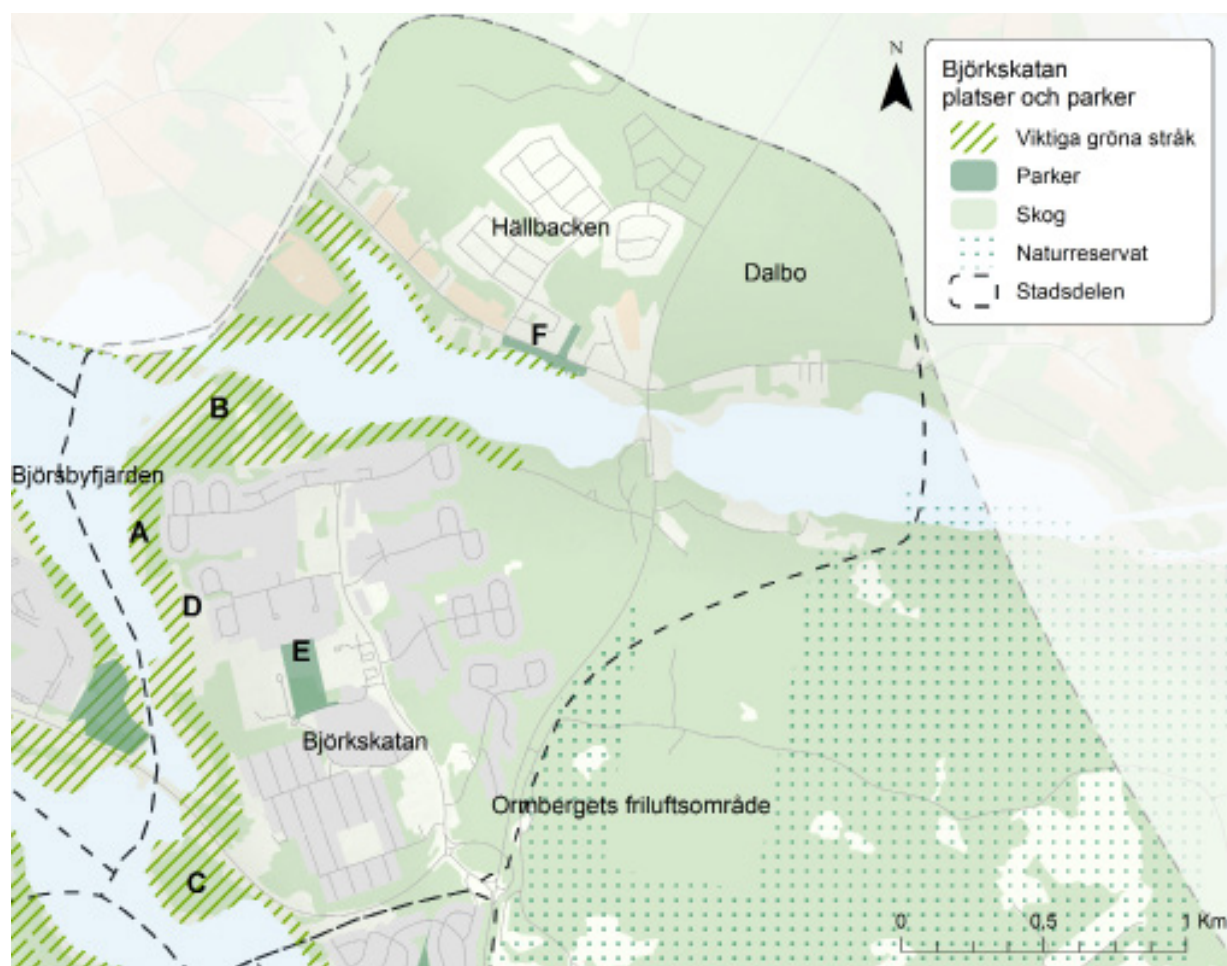 N
Björkskatan
platser och parker
Viktiga gröna stråk
Parker
Skog
Naturreservat
Stadsdelen
Hällbacken
Dalbo
F
B
Björsbyfjärden
A
D
E
Björkskatan
Ormbergets friluftsområde
C
0 0,5 1 Km